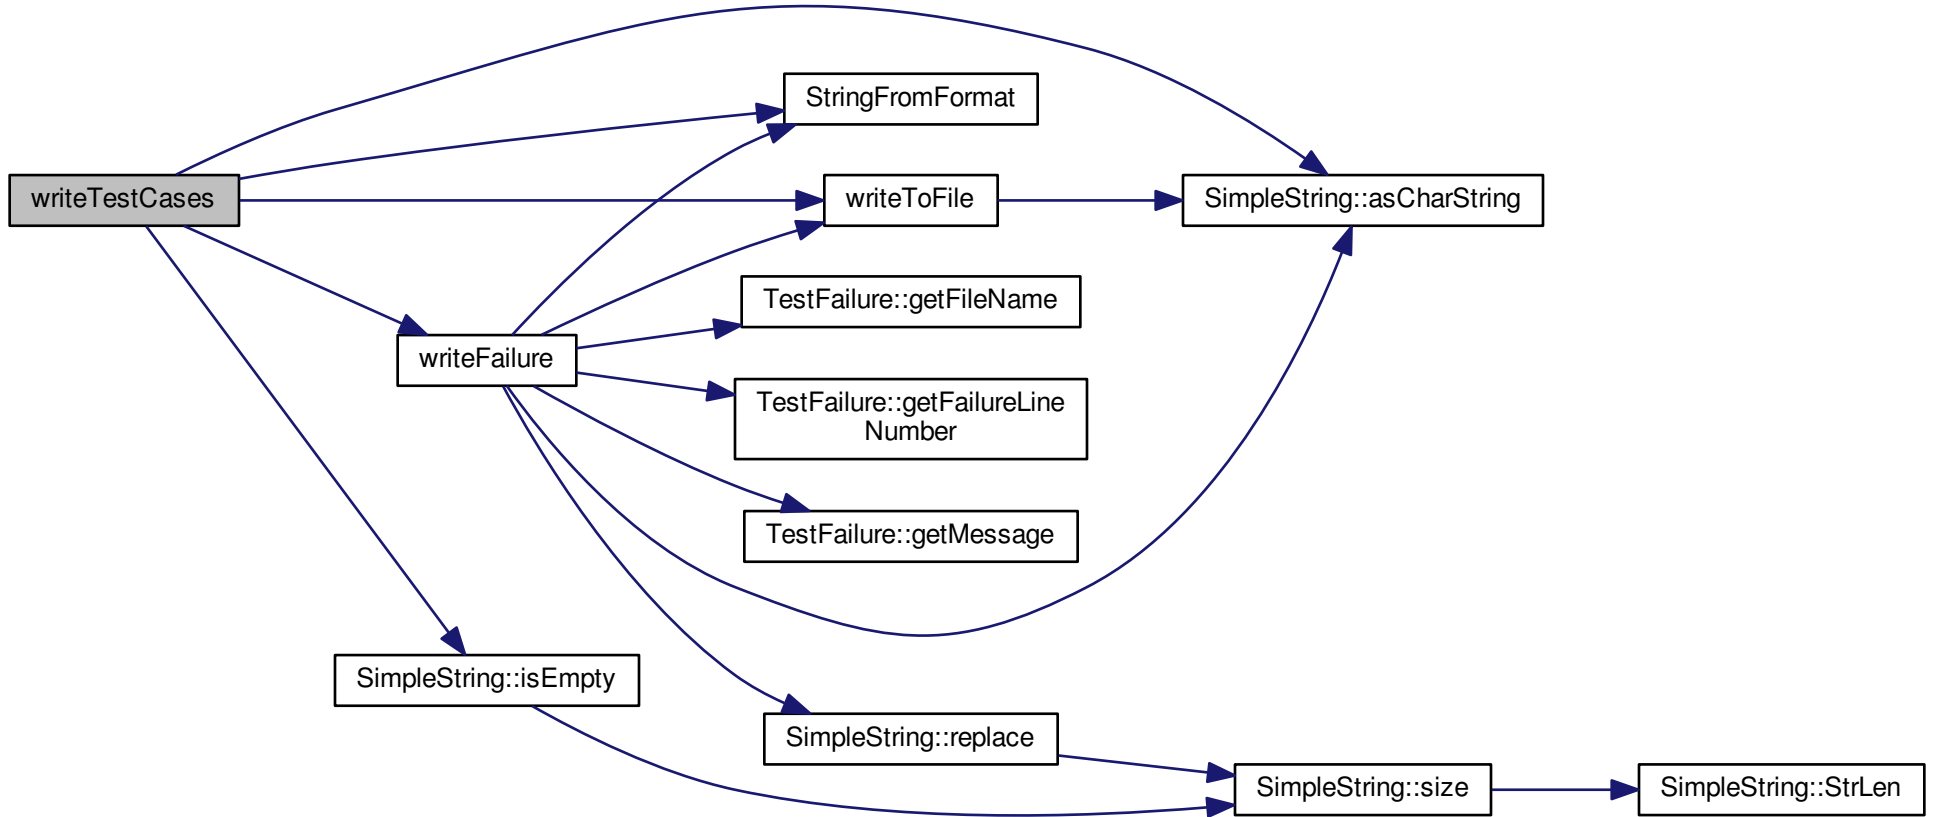 StringFromFormat
writeTestCases
writeToFile
SimpleString::asCharString
TestFailure::getFileName
writeFailure
TestFailure::getFailureLine
Number
TestFailure::getMessage
SimpleString::isEmpty
SimpleString::replace
SimpleString::size
SimpleString::StrLen